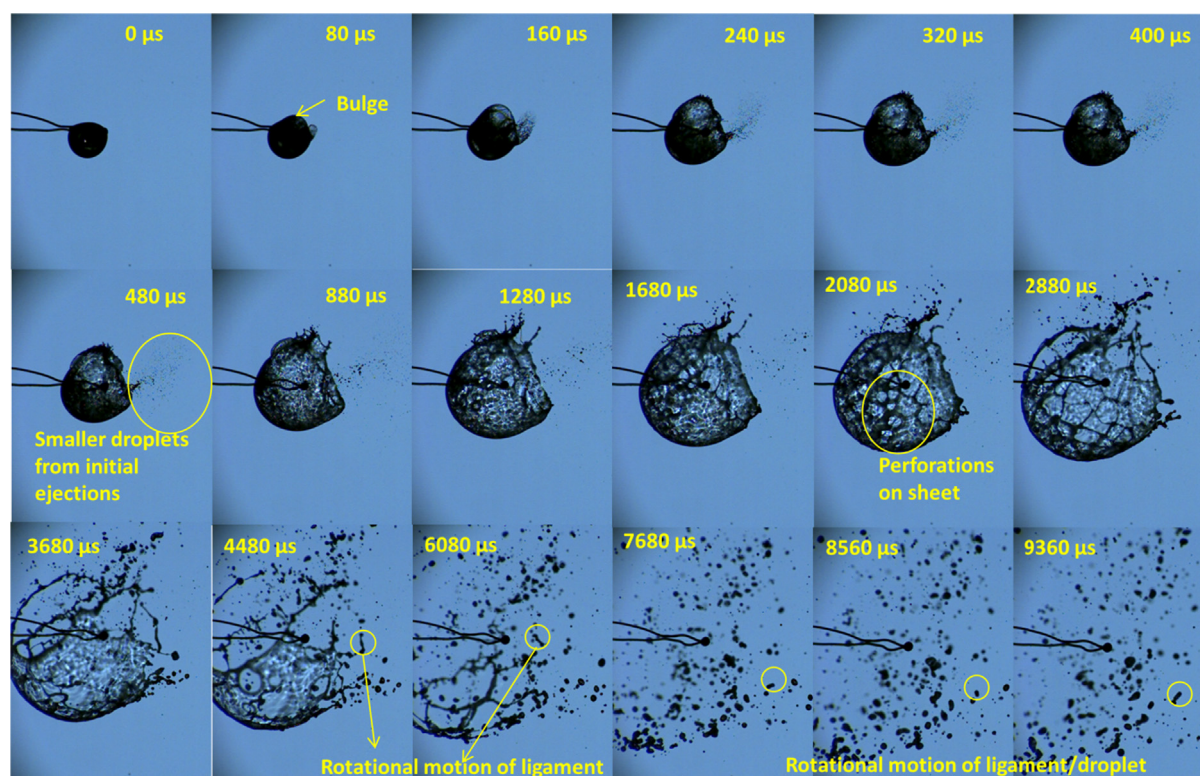 0 μs
80 μs
160 μs
240 μs
320 μs
400 μs
Bulge
480 μs
880 μs
1280 μs
1680 μs
2080 μs
2880 μs
Smaller droplets
from initial
ejections
Perforations
on sheet
3680 μs
4480 μs
6080 μs
7680 μs
8560 μs
9360 μs
Rotational motion of ligament
Rotational motion of ligament/droplet